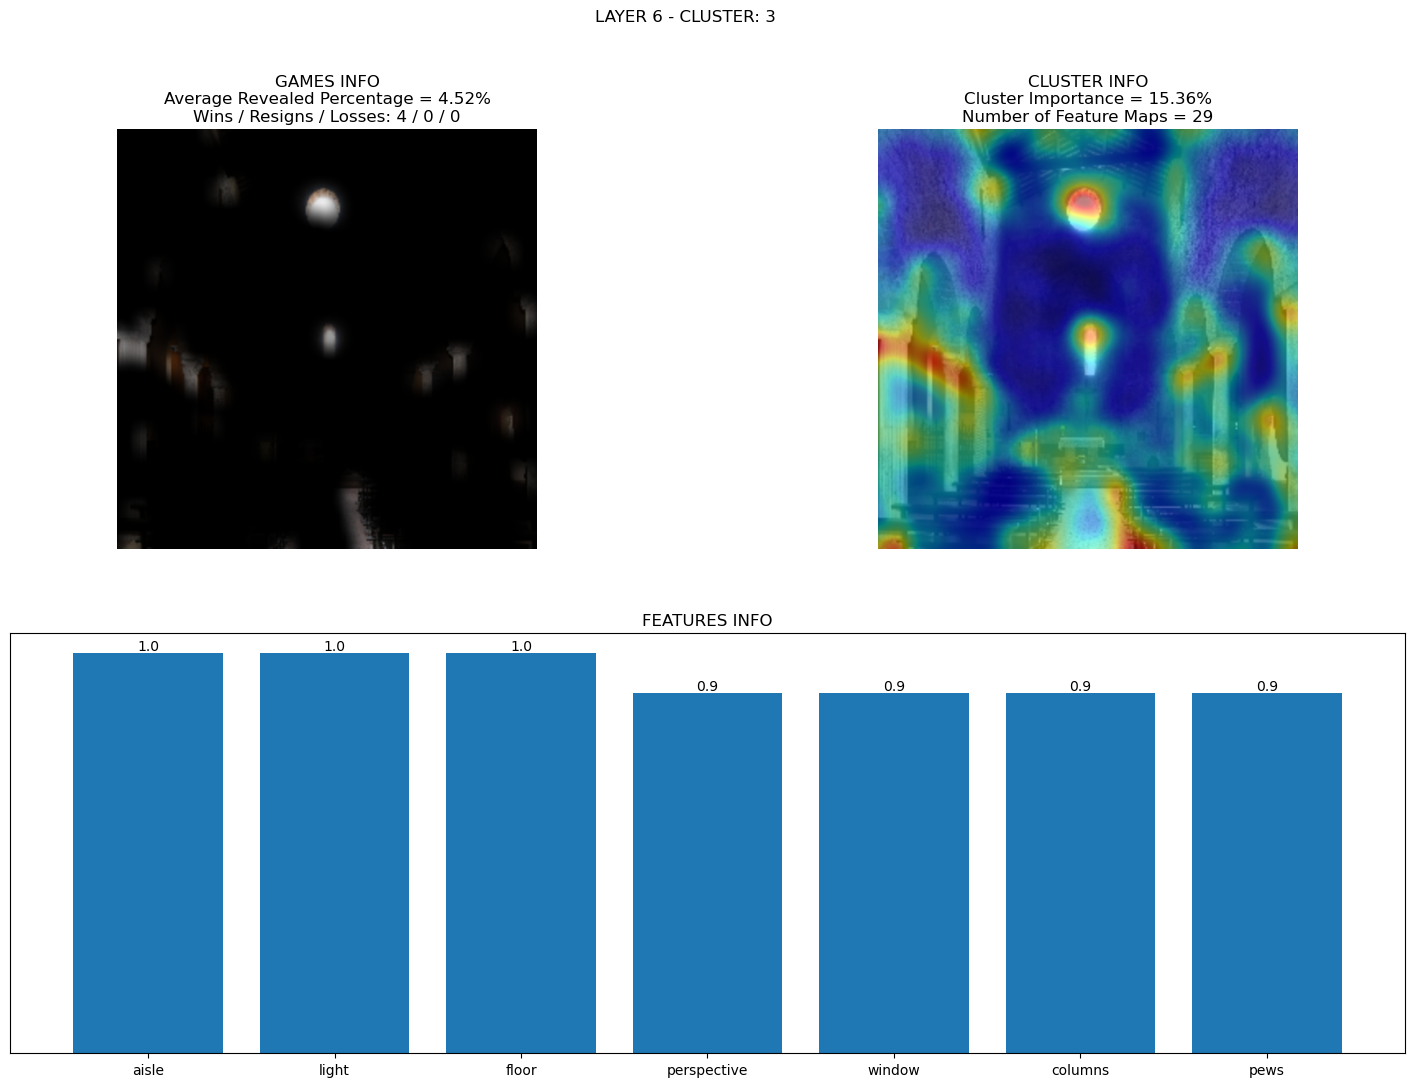 LAYER 6 - CLUSTER: 3
GAMES INFO
Average Revealed Percentage = 4.52%
Wins / Resigns / Losses: 4 / 0 / 0
CLUSTER INFO
Cluster Importance = 15.36%
Number of Feature Maps = 29
FEATURES INFO
1.0 1.0 1.0 0.9 0.9 0.9 0.9
aisle light floor perspective window columns pews